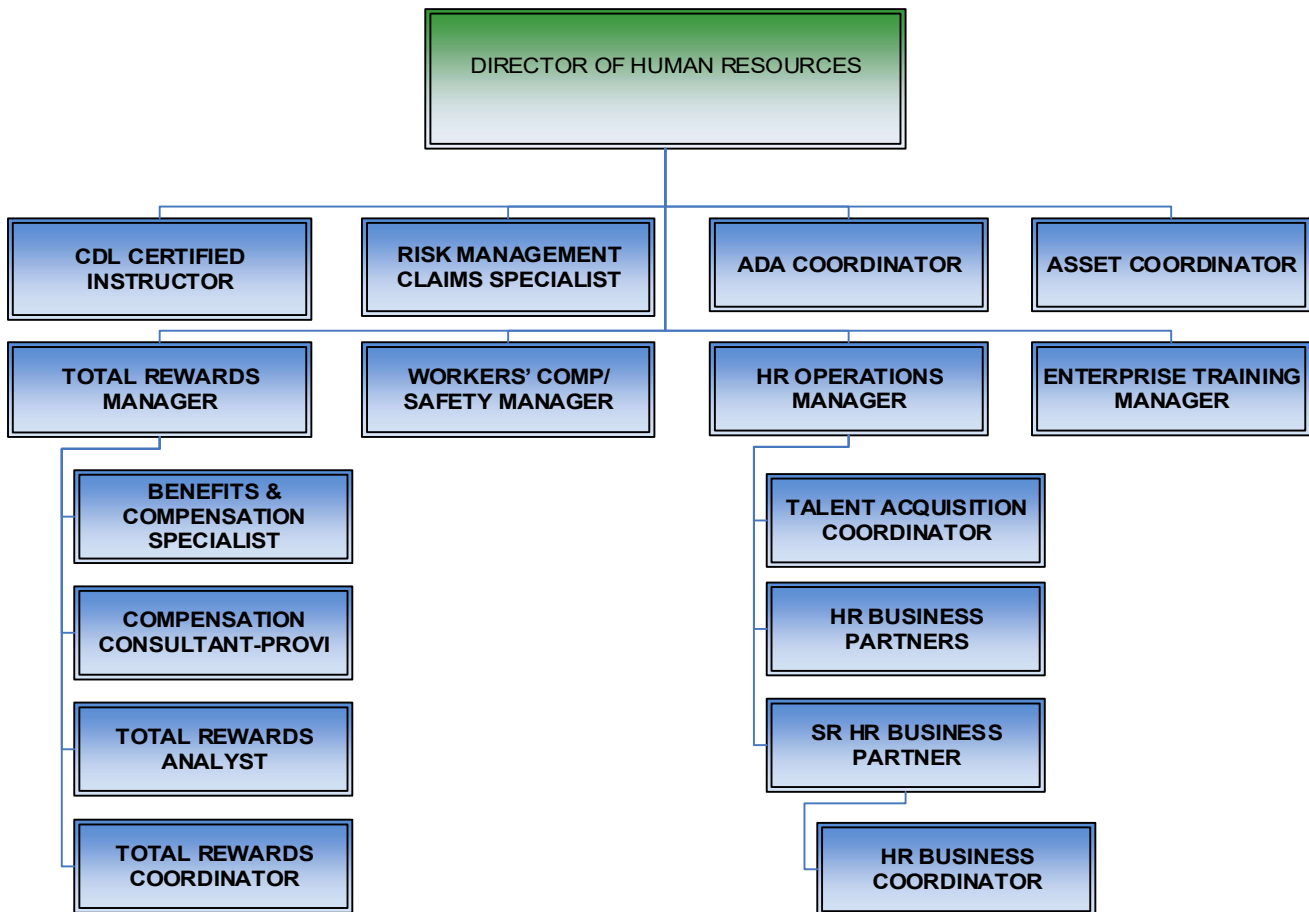 DIRECTOR OF HUMAN RESOURCES
CDL CERTIFIED
INSTRUCTOR
RISK MANAGEMENT
CLAIMS SPECIALIST
ADA COORDINATOR
ASSET COORDINATOR
TOTAL REWARDS
MANAGER
WORKERS’ COMP/
SAFETY MANAGER
HR OPERATIONS
MANAGER
ENTERPRISE TRAINING
MANAGER
BENEFITS &
COMPENSATION
SPECIALIST
COMPENSATION
CONSULTANT-PROVI
TOTAL REWARDS
ANALYST
TOTAL REWARDS
COORDINATOR
TALENT ACQUISITION
COORDINATOR
HR BUSINESS
PARTNERS
SR HR BUSINESS
PARTNER
HR BUSINESS
COORDINATOR